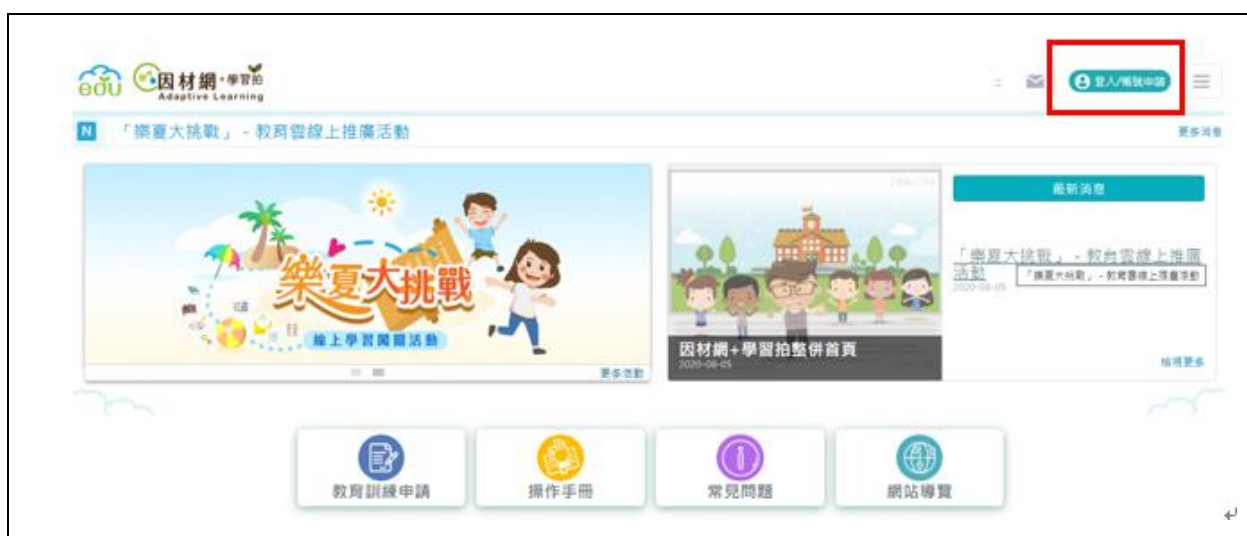 edu 因材網+學習拍
Adaptive Learning
登入/帳號申請
N 「樂夏大挑戰」 - 教育雲線上推廣活動
更多消息
樂夏大挑戰
線上學習闖關活動
更多活動
因材網+學習拍整併首頁
2020-08-05
最新消息
「樂夏大挑戰」 - 教育雲線上推廣
活動
2020-08-05
「樂夏大挑戰」 - 教育雲線上推廣活動
檢視更多
教育訓練申請
操作手冊
常見問題
網站導覽